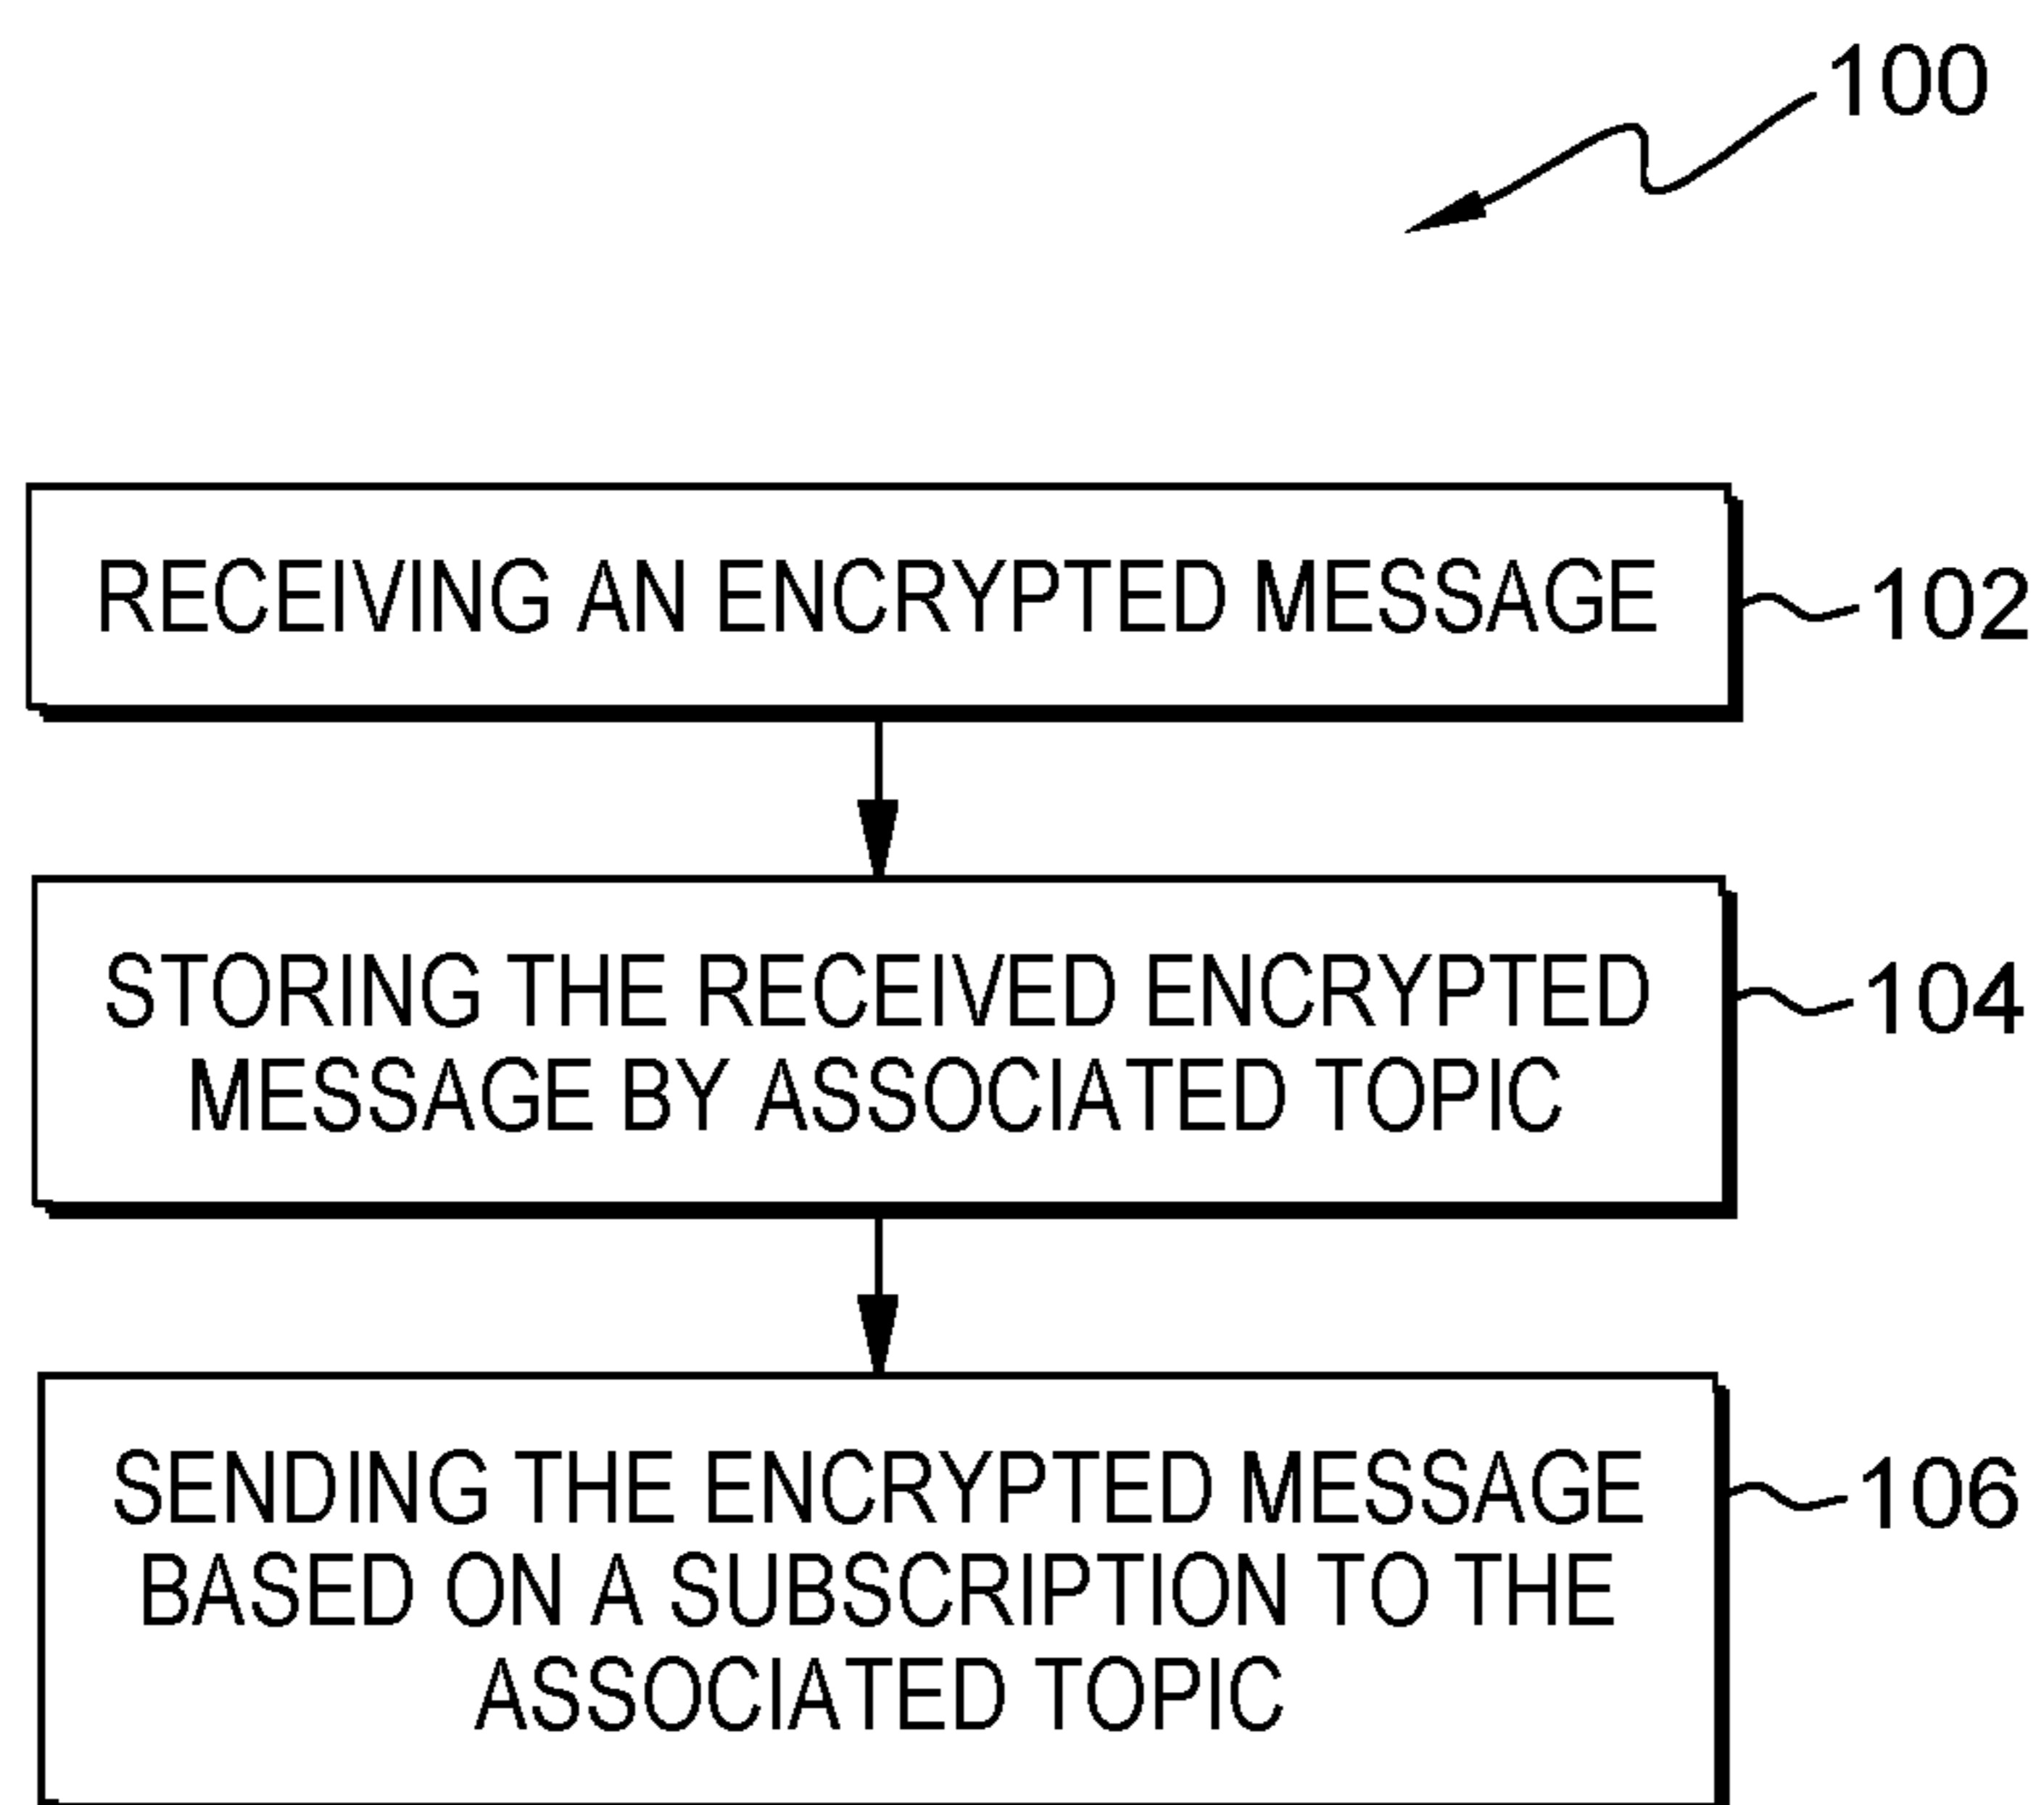 100
RECEIVING AN ENCRYPTED MESSAGE
102
STORING THE RECEIVED ENCRYPTED
MESSAGE BY ASSOCIATED TOPIC
104
SENDING THE ENCRYPTED MESSAGE
BASED ON A SUBSCRIPTION TO THE
ASSOCIATED TOPIC
106